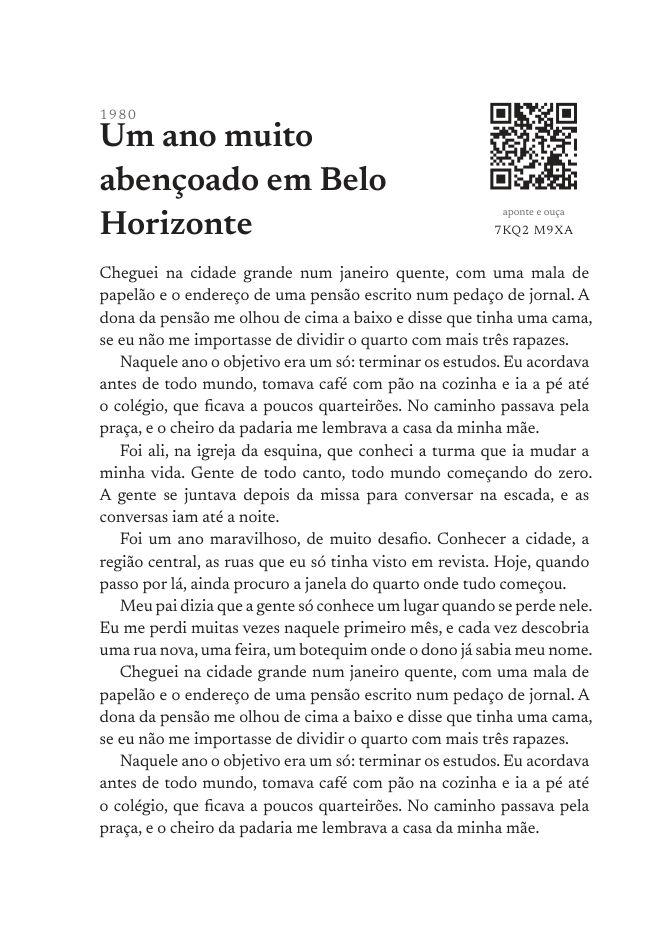 1980
Um ano muito
abençoado em Belo
Horizonte
aponte e ouça
7KQ2 M9XA
Cheguei na cidade grande num janeiro quente, com uma mala de
papelão e o endereço de uma pensão escrito num pedaço de jornal. A
dona da pensão me olhou de cima a baixo e disse que tinha uma cama,
se eu não me importasse de dividir o quarto com mais três rapazes.
Naquele ano o objetivo era um só: terminar os estudos. Eu acordava
antes de todo mundo, tomava café com pão na cozinha e ia a pé até
o colégio, que ficava a poucos quarteirões. No caminho passava pela
praça, e o cheiro da padaria me lembrava a casa da minha mãe.
Foi ali, na igreja da esquina, que conheci a turma que ia mudar a
minha vida. Gente de todo canto, todo mundo começando do zero.
A gente se juntava depois da missa para conversar na escada, e as
conversas iam até a noite.
Foi um ano maravilhoso, de muito desafio. Conhecer a cidade, a
região central, as ruas que eu só tinha visto em revista. Hoje, quando
passo por lá, ainda procuro a janela do quarto onde tudo começou.
Meu pai dizia que a gente só conhece um lugar quando se perde nele.
Eu me perdi muitas vezes naquele primeiro mês, e cada vez descobria
uma rua nova, uma feira, um botequim onde o dono já sabia meu nome.
Cheguei na cidade grande num janeiro quente, com uma mala de
papelão e o endereço de uma pensão escrito num pedaço de jornal. A
dona da pensão me olhou de cima a baixo e disse que tinha uma cama,
se eu não me importasse de dividir o quarto com mais três rapazes.
Naquele ano o objetivo era um só: terminar os estudos. Eu acordava
antes de todo mundo, tomava café com pão na cozinha e ia a pé até
o colégio, que ficava a poucos quarteirões. No caminho passava pela
praça, e o cheiro da padaria me lembrava a casa da minha mãe.